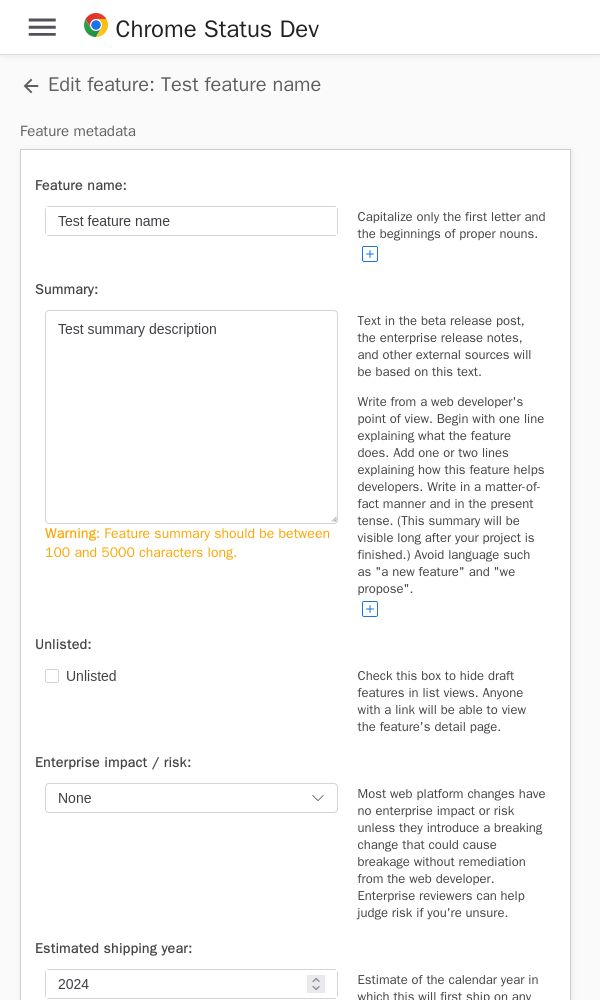 Chrome Status Dev
Edit feature: Test feature name
Feature metadata
Feature name:
Test feature name
Capitalize only the first letter and
the beginnings of proper nouns.
Summary:
Test summary description
Warning: Feature summary should be between
100 and 5000 characters long.
Text in the beta release post,
the enterprise release notes,
and other external sources will
be based on this text.
Write from a web developer's
point of view. Begin with one line
explaining what the feature
does. Add one or two lines
explaining how this feature helps
developers. Write in a matter-of-
fact manner and in the present
tense. (This summary will be
visible long after your project is
finished.) Avoid language such
as "a new feature" and "we
propose".
Unlisted:
Unlisted
Check this box to hide draft
features in list views. Anyone
with a link will be able to view
the feature's detail page.
Enterprise impact / risk:
None
Most web platform changes have
no enterprise impact or risk
unless they introduce a breaking
change that could cause
breakage without remediation
from the web developer.
Enterprise reviewers can help
judge risk if you're unsure.
Estimated shipping year:
2024
Estimate of the calendar year in
which this will first ship on any